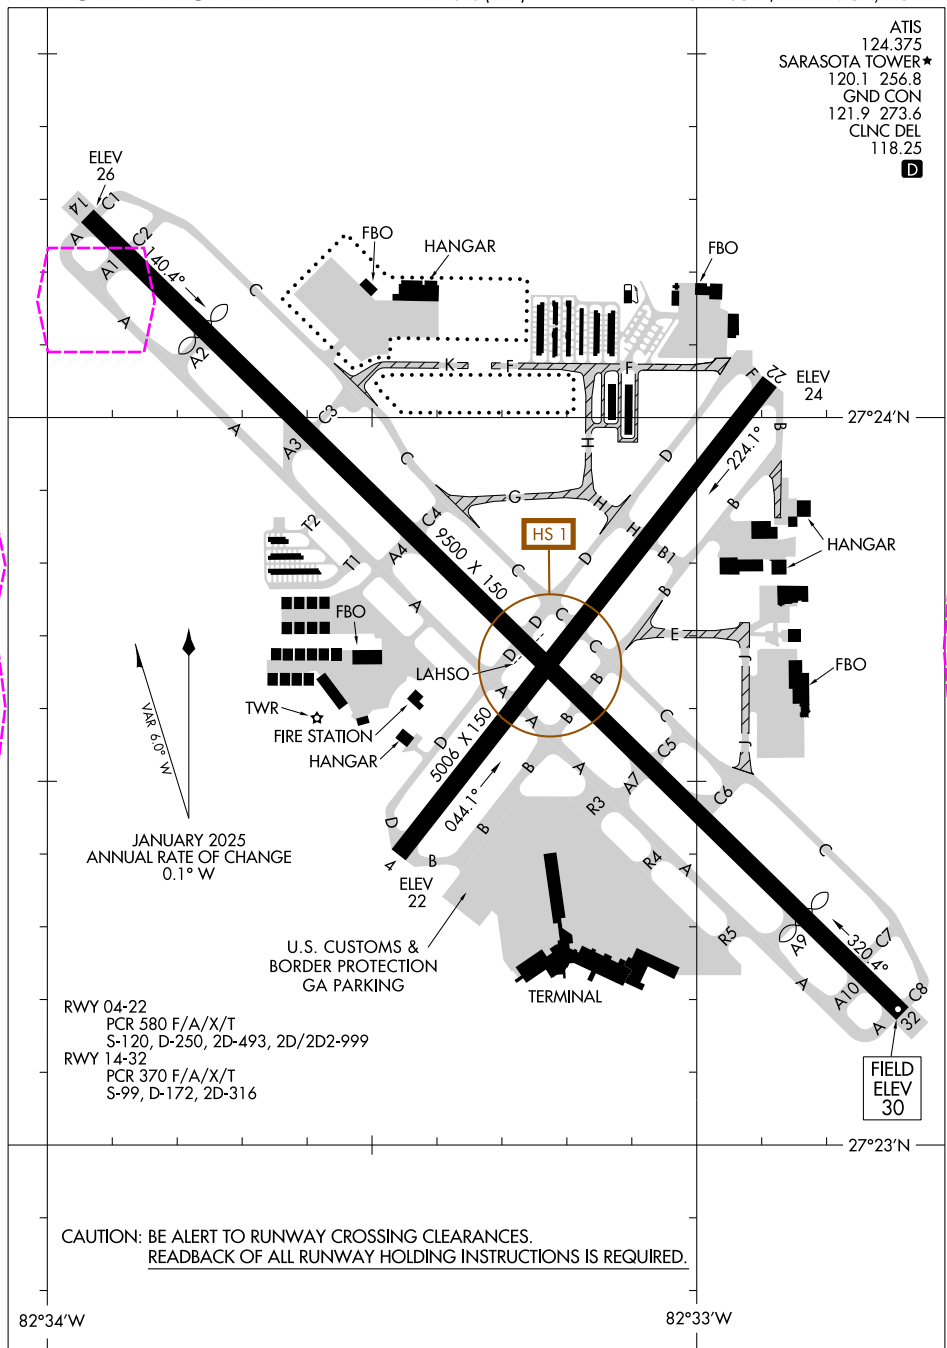 ATIS
124.375
SARASOTA TOWER★
120.1 256.8
GND CON
121.9 273.6
CLNC DEL
118.25
D
ELEV
26
14
C1
A
C2
A1
140.4°
C
A
A2
FBO
HANGAR
FBO
K
F
F
F
22
ELEV
24
27°24'N
C3
A
A3
C
H
D
224.1°
B
B
G
H
H
C4
9500 X 150
A4
T2
T1
HS 1
HANGAR
B1
C
D
B
A
FBO
D
C
C
E
D
LAHSO
B
J
FBO
A
A
B
C
TWR
FIRE STATION
HANGAR
D
5006 X 150
044.1°
B
A
C5
A7
J
VAR 6.0° W
JANUARY 2025
ANNUAL RATE OF CHANGE
0.1° W
R3
C6
D
B
B
4
ELEV
22
R4
A
C
U.S. CUSTOMS &
BORDER PROTECTION
GA PARKING
TERMINAL
R5
A9
320.4°
C7
A
A10
C8
A
32
RWY 04-22
PCR 580 F/A/X/T
S-120, D-250, 2D-493, 2D/2D2-999
RWY 14-32
PCR 370 F/A/X/T
S-99, D-172, 2D-316
FIELD
ELEV
30
27°23'N
CAUTION: BE ALERT TO RUNWAY CROSSING CLEARANCES.
READBACK OF ALL RUNWAY HOLDING INSTRUCTIONS IS REQUIRED.
82°34'W
82°33'W